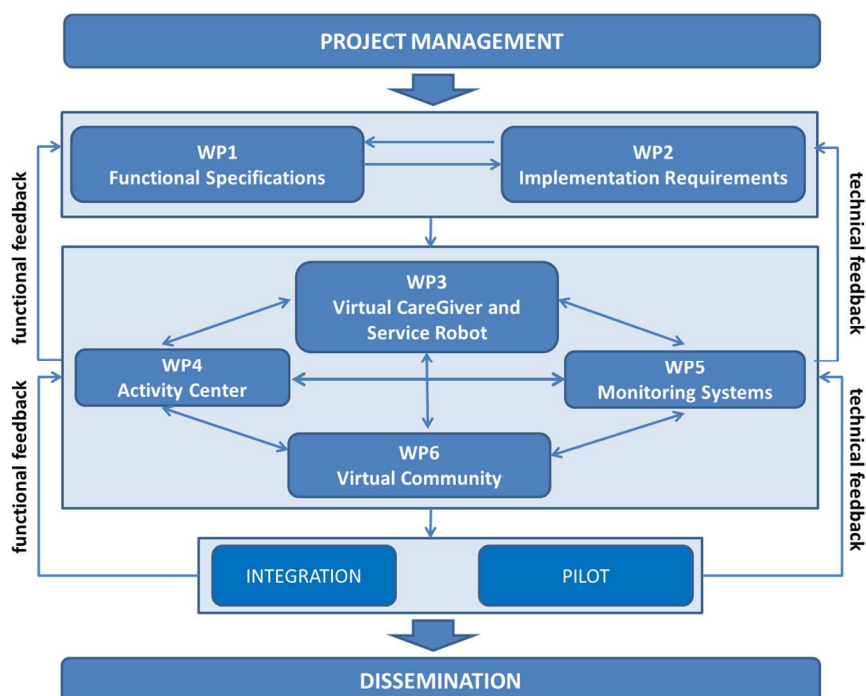 PROJECT MANAGEMENT
WP1
Functional Specifications
WP2
Implementation Requirements
functional feedback
technical feedback
WP3
Virtual CareGiver and
Service Robot
WP4
Activity Center
WP5
Monitoring Systems
WP6
Virtual Community
functional feedback
technical feedback
INTEGRATION
PILOT
DISSEMINATION